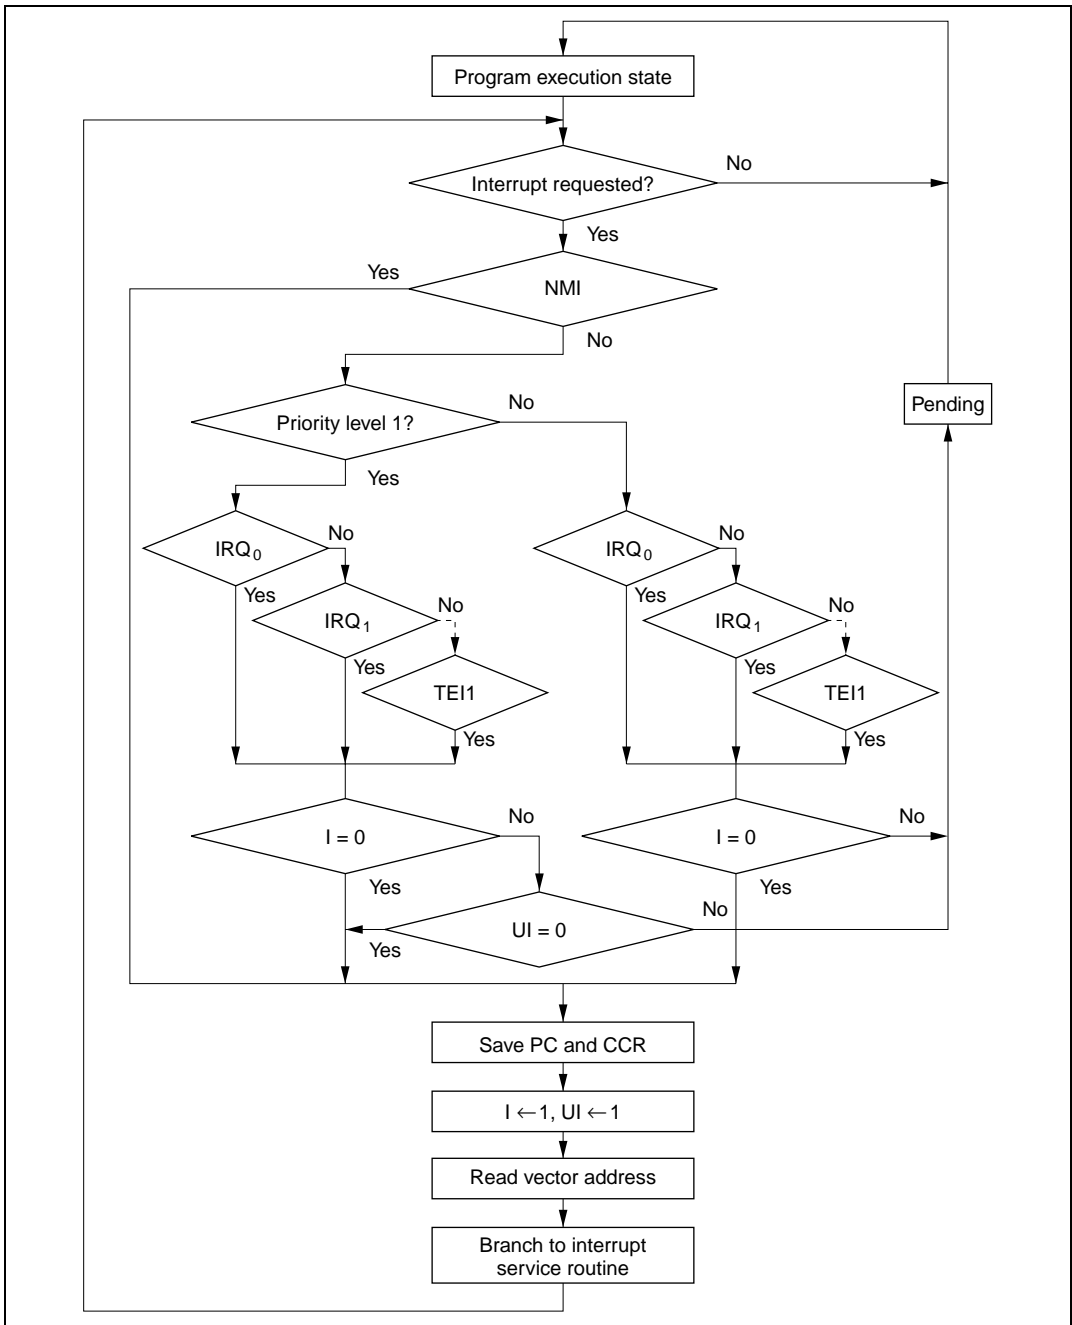 Program execution state
Interrupt requested?
No
Yes
NMI
Yes
No
Pending
Priority level 1?
No
Yes
IRQ0
No
Yes
IRQ1
No
Yes
TEI1
Yes
IRQ0
No
Yes
IRQ1
No
Yes
TEI1
Yes
I = 0
No
Yes
I = 0
No
Yes
UI = 0
No
Yes
Save PC and CCR
I ←1, UI ←1
Read vector address
Branch to interrupt
service routine